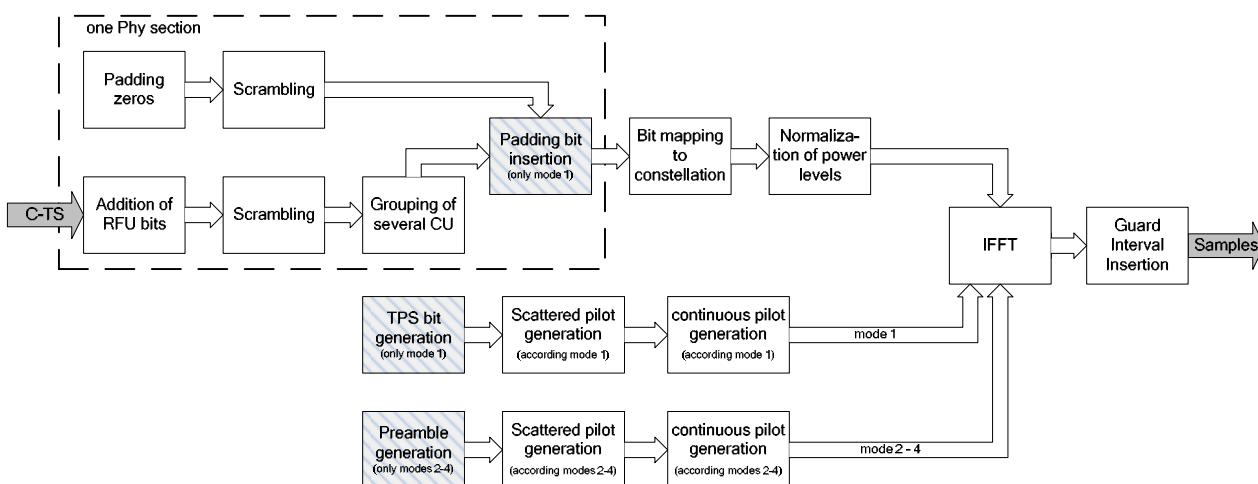 one Phy section
Padding
zeros
Scrambling
Padding bit
insertion
(only mode 1)
Bit mapping
to
constellation
Normaliza-
tion of power
levels
C-TS
Addition of
RFU bits
Scrambling
Grouping of
several CU
IFFT
Guard
Interval
Insertion
Samples
TPS bit
generation
(only mode 1)
Scattered pilot
generation
(according mode 1)
continuous pilot
generation
(according mode 1)
mode 1
Preamble
generation
(only modes 2-4)
Scattered pilot
generation
(according modes 2-4)
continuous pilot
generation
(according modes 2-4)
mode 2 - 4